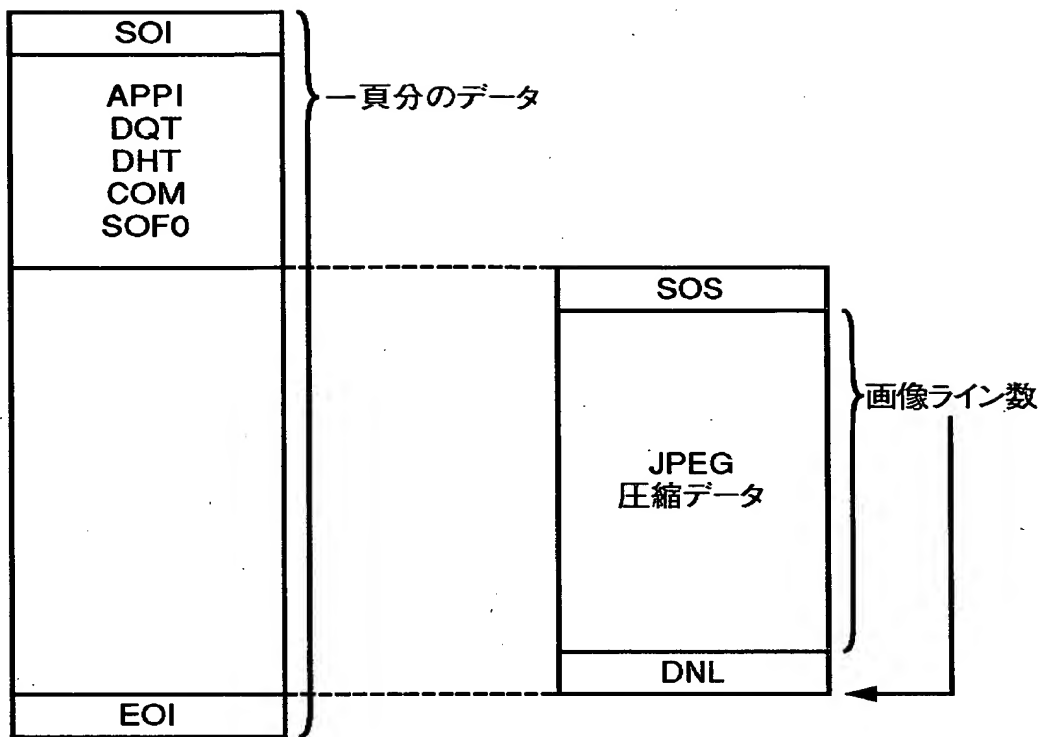 SOI
APPI
DQT
DHT
COM
SOF0
一頁分のデータ
SOS
画像ライン数
JPEG
圧縮データ
DNL
EOI